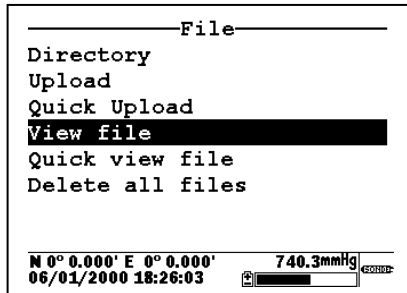 File
Directory
Upload
Quick Upload
View file
Quick view file
Delete all files
N 0° 0.000' E 0° 0.000' 740.3mmHg
06/01/2000 18:26:03 SONDE